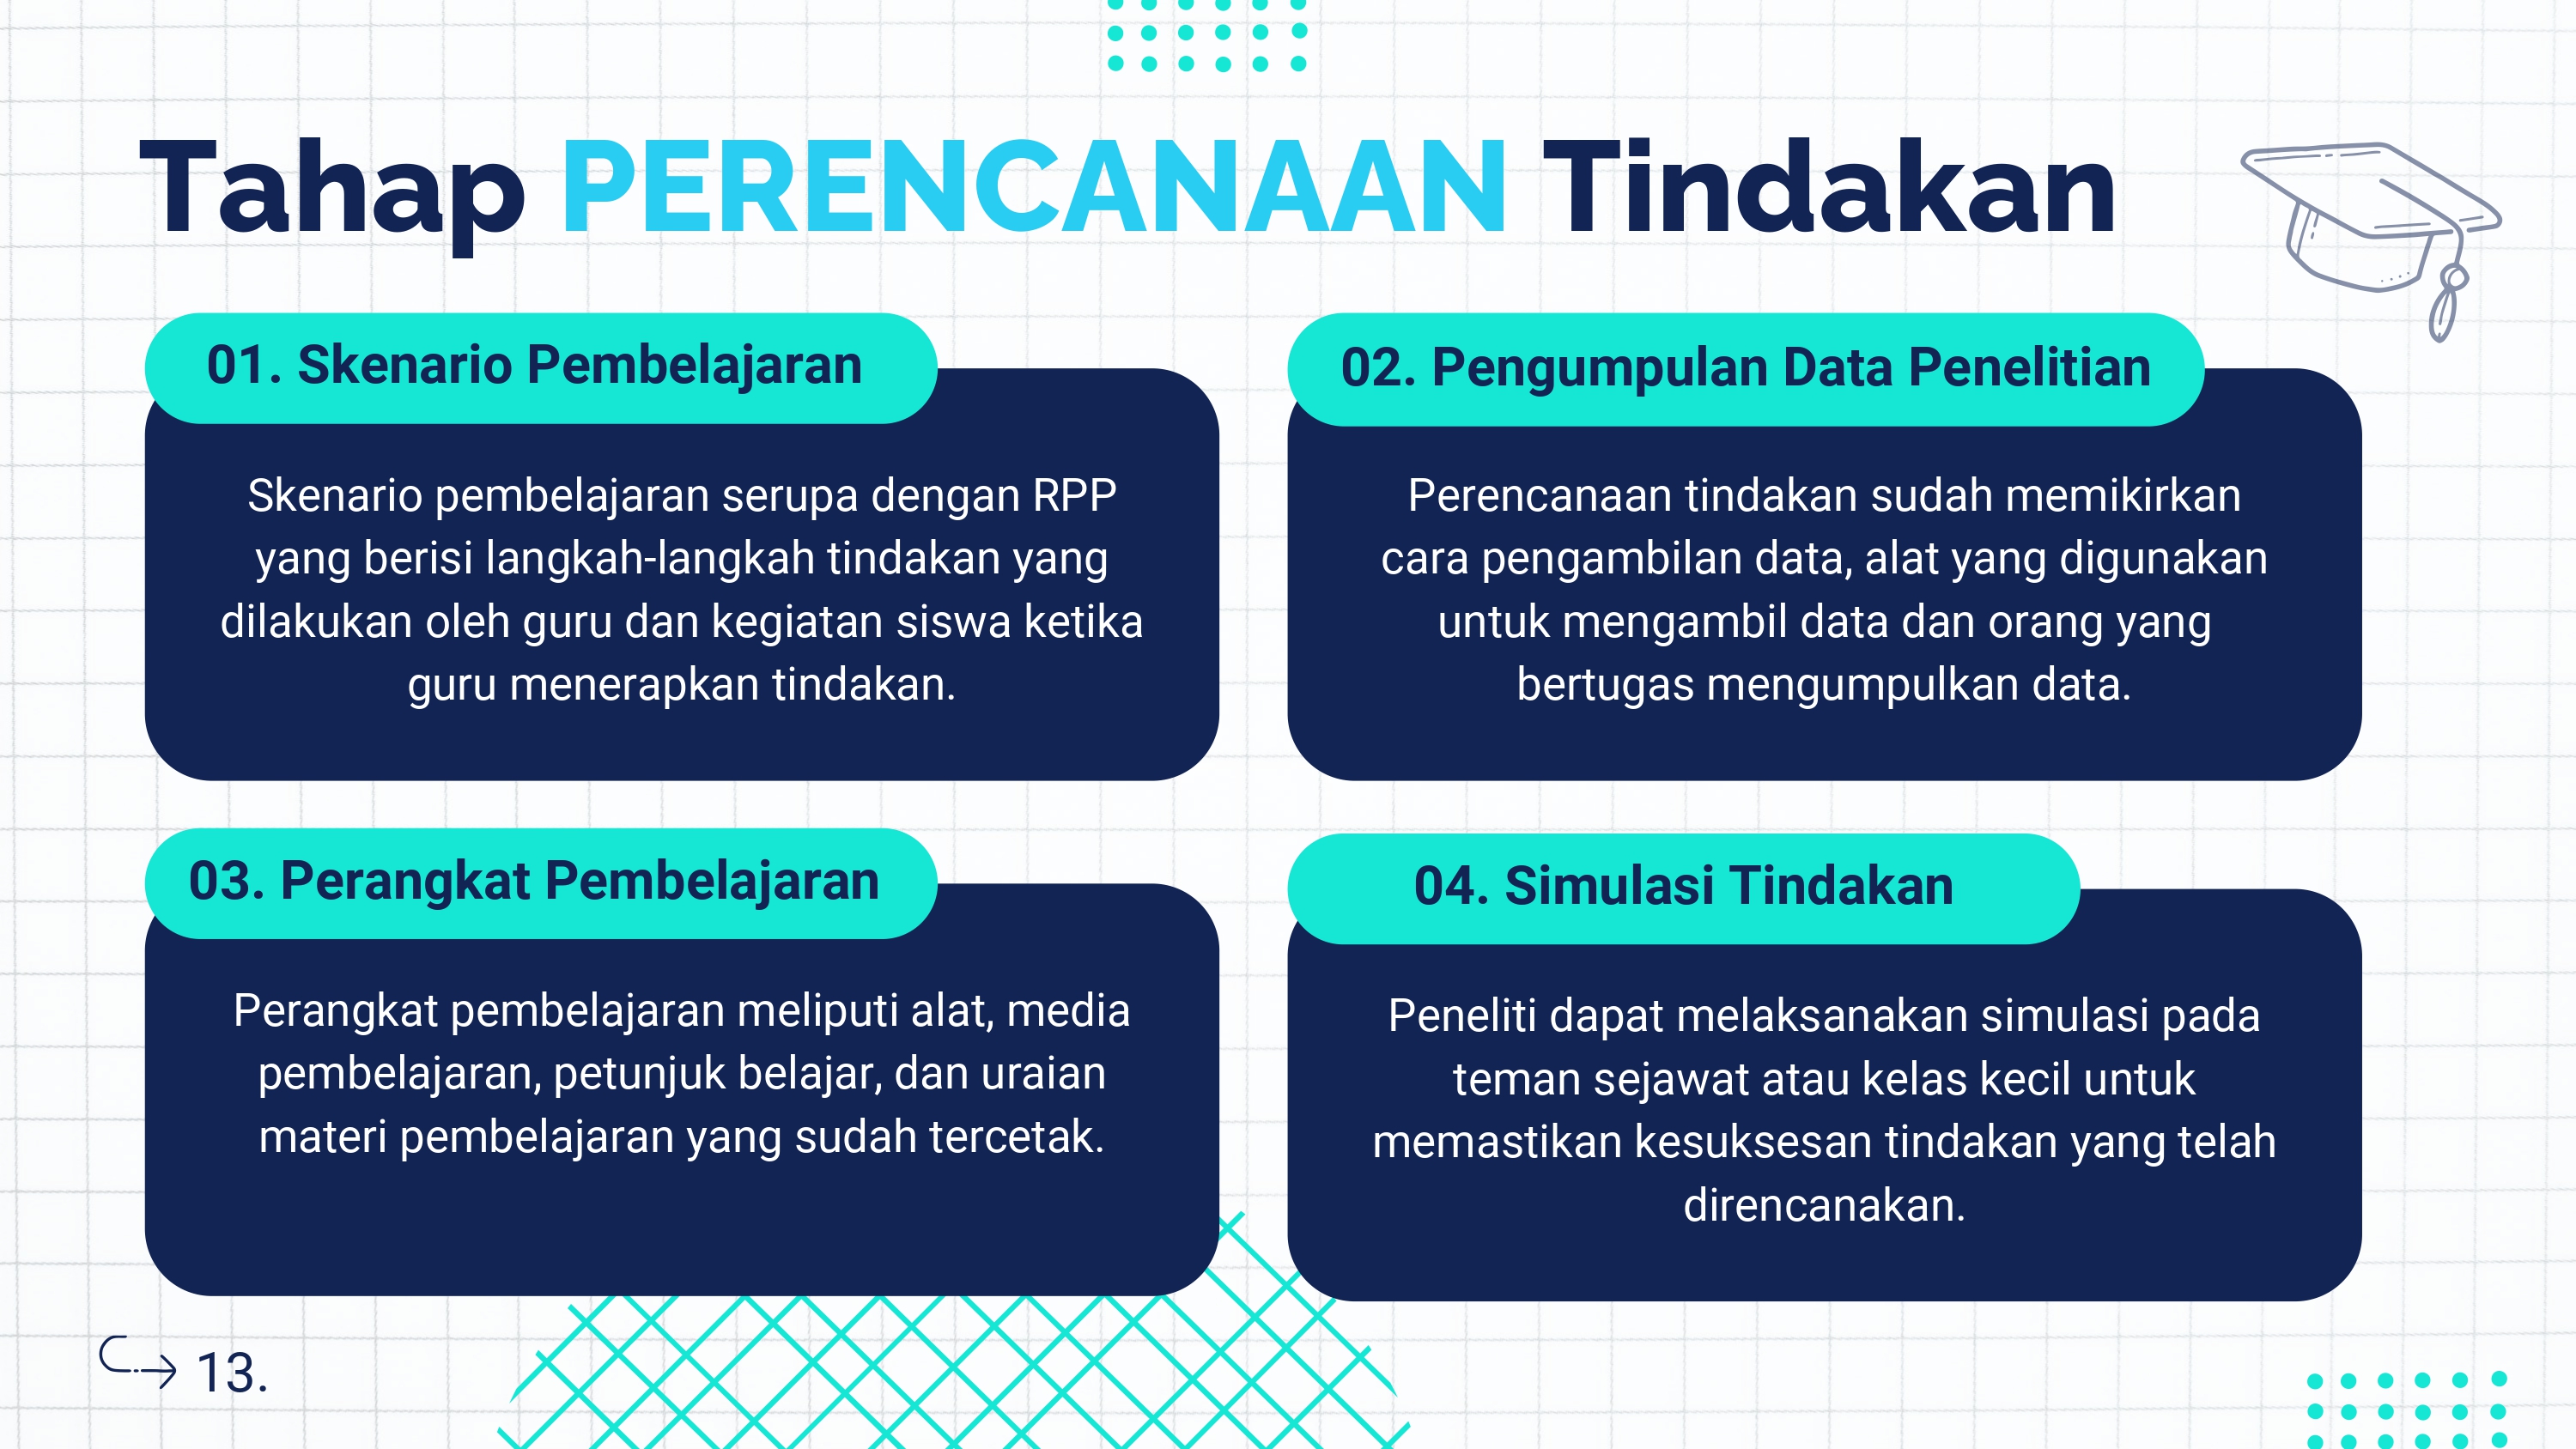 Tahap PERENCANAAN Tindakan
01. Skenario Pembelajaran
Skenario pembelajaran serupa dengan RPP
yang berisi langkah-langkah tindakan yang
dilakukan oleh guru dan kegiatan siswa ketika
guru menerapkan tindakan.
02. Pengumpulan Data Penelitian
Perencanaan tindakan sudah memikirkan
cara pengambilan data, alat yang digunakan
untuk mengambil data dan orang yang
bertugas mengumpulkan data.
03. Perangkat Pembelajaran
Perangkat pembelajaran meliputi alat, media
pembelajaran, petunjuk belajar, dan uraian
materi pembelajaran yang sudah tercetak.
04. Simulasi Tindakan
Peneliti dapat melaksanakan simulasi pada
teman sejawat atau kelas kecil untuk
memastikan kesuksesan tindakan yang telah
direncanakan.
13.